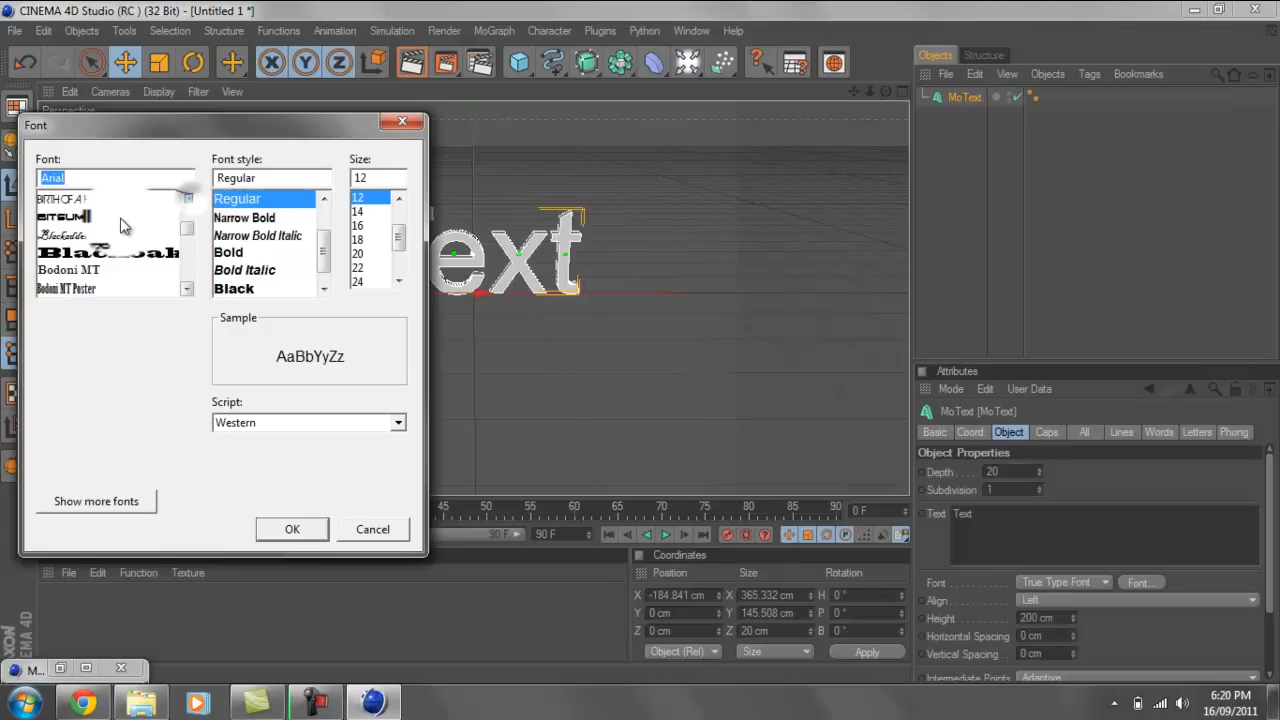 CINEMA 4D Studio (RC ) (32 Bit) - [Untitled 1 *]
File Edit Objects Tools Selection Functions Structure Animation Simulation Render MoGraph Character Plugins Python Window Help
X Y Z
Objects Structure
File Edit View Objects Tags Bookmarks
MoText
Edit Cameras Display Filter View
Perspective
Font
Font: Font style: Size:
Arial Regular 12
Regular
Narrow Bold
Narrow Bold Italic
Bold
Bold Italic
Black
12
14
16
18
20
22
24
BIRTH OF A
BITSUMI
Blackadder
Blackoak
Bodoni MT
Bodoni MT Poster
Sample
AaBbYyZz
Script:
Western
Show more fonts
OK Cancel
ext
45 50 55 60 65 70 75 80 85 90 0 F
90 F 90 F
File Edit Function Texture
Coordinates
Position Size Rotation
X -184.841 cm X 365.332 cm H 0 °
Y 0 cm Y 145.508 cm P 0 °
Z 0 cm Z 20 cm B 0 °
Object (Rel) Size Apply
Attributes
Mode Edit User Data
MoText [MoText]
Basic Coord. Object Caps All Lines Words Letters Phong
Object Properties
Depth 20
Subdivision 1
Text Text
Font True Type Font Font...
Align Left
Height 200 cm
Horizontal Spacing 0 cm
Vertical Spacing 0 cm
Intermediate Points Adaptive
M...
6:20 PM
16/09/2011